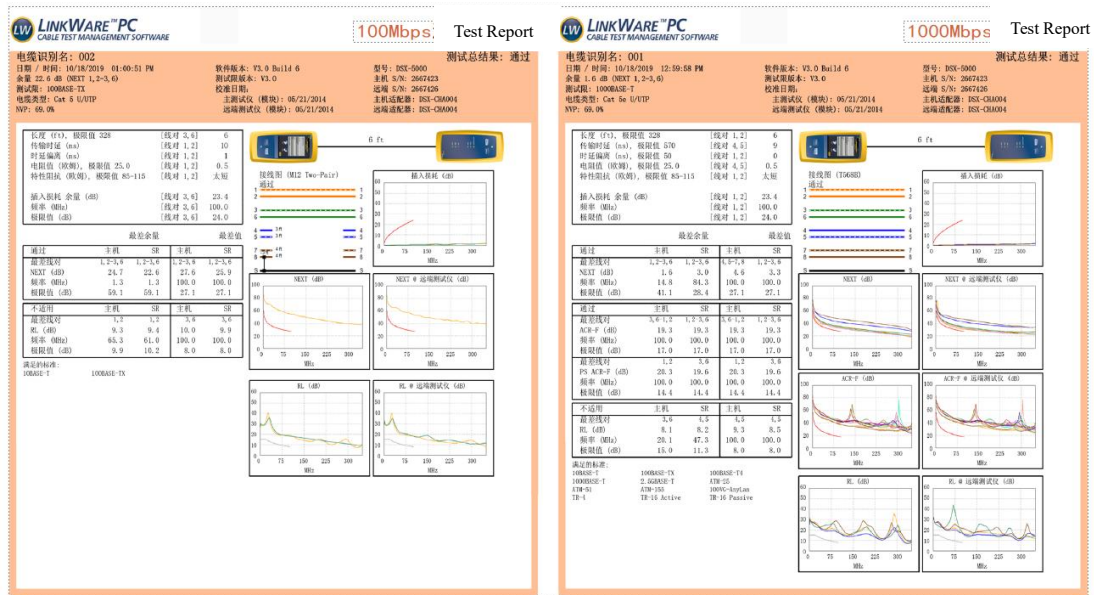 LINKWARE™PC
CABLE TEST MANAGEMENT SOFTWARE
100Mbps
Test Report
电缆识别名: 002
测试总结果: 通过
日期 / 时间: 10/18/2019 04:00:51 PM
余量 22.6 dB (NEXT 1,2-3,6)
测试限: 100BASE-TX
电缆类型: Cat 5 U/UTP
NVP: 69.0%
软件版本: V3.0 Build 6
测试限版本: V3.0
校准日期:
主测试仪 (模块): 05/21/2014
远端测试仪 (模块): 05/21/2014
型号: DSX-5000
主机 S/N: 2667423
远端 S/N: 2667426
主机适配器: DSX-CHA004
远端适配器: DSX-CHA004
长度 (ft), 极限值 328 [线对 3,6] 6
传输时延 (ns) [线对 1,2] 10
时延偏离 (ns) [线对 1,2] 1
电阻值 (欧姆), 极限值 25.0 [线对 1,2] 0.5
特性阻抗 (欧姆), 极限值 85-115 [线对 1,2] 太短
插入损耗 余量 (dB) [线对 3,6] 23.4
频率 (MHz) [线对 3,6] 100.0
极限值 (dB) [线对 3,6] 24.0
最差余量 最差值
通过 主机 SR 主机 SR
最差线对 1,2-3,6 1,2-3,6 1,2-3,6 1,2-3,6
NEXT (dB) 24.7 22.6 27.6 25.9
频率 (MHz) 1.3 1.3 100.0 100.0
极限值 (dB) 59.1 59.1 27.1 27.1
不适用 主机 SR 主机 SR
最差线对 1,2 1,2 3,6 3,6
RL (dB) 9.3 9.4 10.0 9.9
频率 (MHz) 65.3 61.0 100.0 100.0
极限值 (dB) 9.9 10.2 8.0 8.0
满足的标准:
10BASE-T 100BASE-TX
6 ft
接线图 (M12 Two-Pair)
通过
插入损耗 (dB)
NEXT (dB)
NEXT @ 远端测试仪 (dB)
RL (dB)
RL @ 远端测试仪 (dB)
0 75 150 225 300
MHz
LINKWARE™PC
CABLE TEST MANAGEMENT SOFTWARE
100Mbps
Test Report
电缆识别名: 001
测试总结果: 通过
日期 / 时间: 10/18/2019 12:59:58 PM
余量 1.6 dB (NEXT 1,2-3,6)
测试限: 1000BASE-T
电缆类型: Cat 5e U/UTP
NVP: 69.0%
软件版本: V3.0 Build 6
测试限版本: V3.0
校准日期:
主测试仪 (模块): 05/21/2014
远端测试仪 (模块): 05/21/2014
型号: DSX-5000
主机 S/N: 2667423
远端 S/N: 2667426
主机适配器: DSX-CHA004
远端适配器: DSX-CHA004
长度 (ft), 极限值 328 [线对 1,2] 6
传输时延 (ns), 极限值 570 [线对 4,5] 9
时延偏离 (ns), 极限值 50 [线对 1,2] 0
电阻值 (欧姆), 极限值 25.0 [线对 4,5] 0.5
特性阻抗 (欧姆), 极限值 85-115 [线对 1,2] 太短
插入损耗 余量 (dB) [线对 1,2] 23.4
频率 (MHz) [线对 1,2] 100.0
极限值 (dB) [线对 1,2] 24.0
最差余量 最差值
通过 主机 SR 主机 SR
最差线对 1,2-3,6 1,2-3,6 4,5-7,8 1,2-3,6
NEXT (dB) 1.6 3.0 4.6 3.3
频率 (MHz) 14.8 84.3 100.0 100.0
极限值 (dB) 41.1 28.4 27.1 27.1
通过 主机 SR 主机 SR
最差线对 3,6-1,2 1,2-3,6 3,6-1,2 1,2-3,6
ACR-F (dB) 19.3 19.3 19.3 19.3
频率 (MHz) 100.0 100.0 100.0 100.0
极限值 (dB) 17.0 17.0 17.0 17.0
最差线对 1,2 3,6 1,2 3,6
PS ACR-F (dB) 20.3 19.6 20.3 19.6
频率 (MHz) 100.0 100.0 100.0 100.0
极限值 (dB) 14.4 14.4 14.4 14.4
不适用 主机 SR 主机 SR
最差线对 3,6 4,5 4,5 4,5
RL (dB) 8.1 8.2 9.3 8.5
频率 (MHz) 20.1 47.3 100.0 100.0
极限值 (dB) 15.0 11.3 8.0 8.0
满足的标准:
10BASE-T 100BASE-TX 100BASE-T4
1000BASE-T 2.5GBASE-T ATM-25
ATM-51 ATM-155 100VG-AnyLan
TR-4 TR-16 Active TR-16 Passive
6 ft
接线图 (T568B)
通过
插入损耗 (dB)
NEXT (dB)
NEXT @ 远端测试仪 (dB)
ACR-F (dB)
ACR-F @ 远端测试仪 (dB)
RL (dB)
RL @ 远端测试仪 (dB)
0 75 150 225 300
MHz